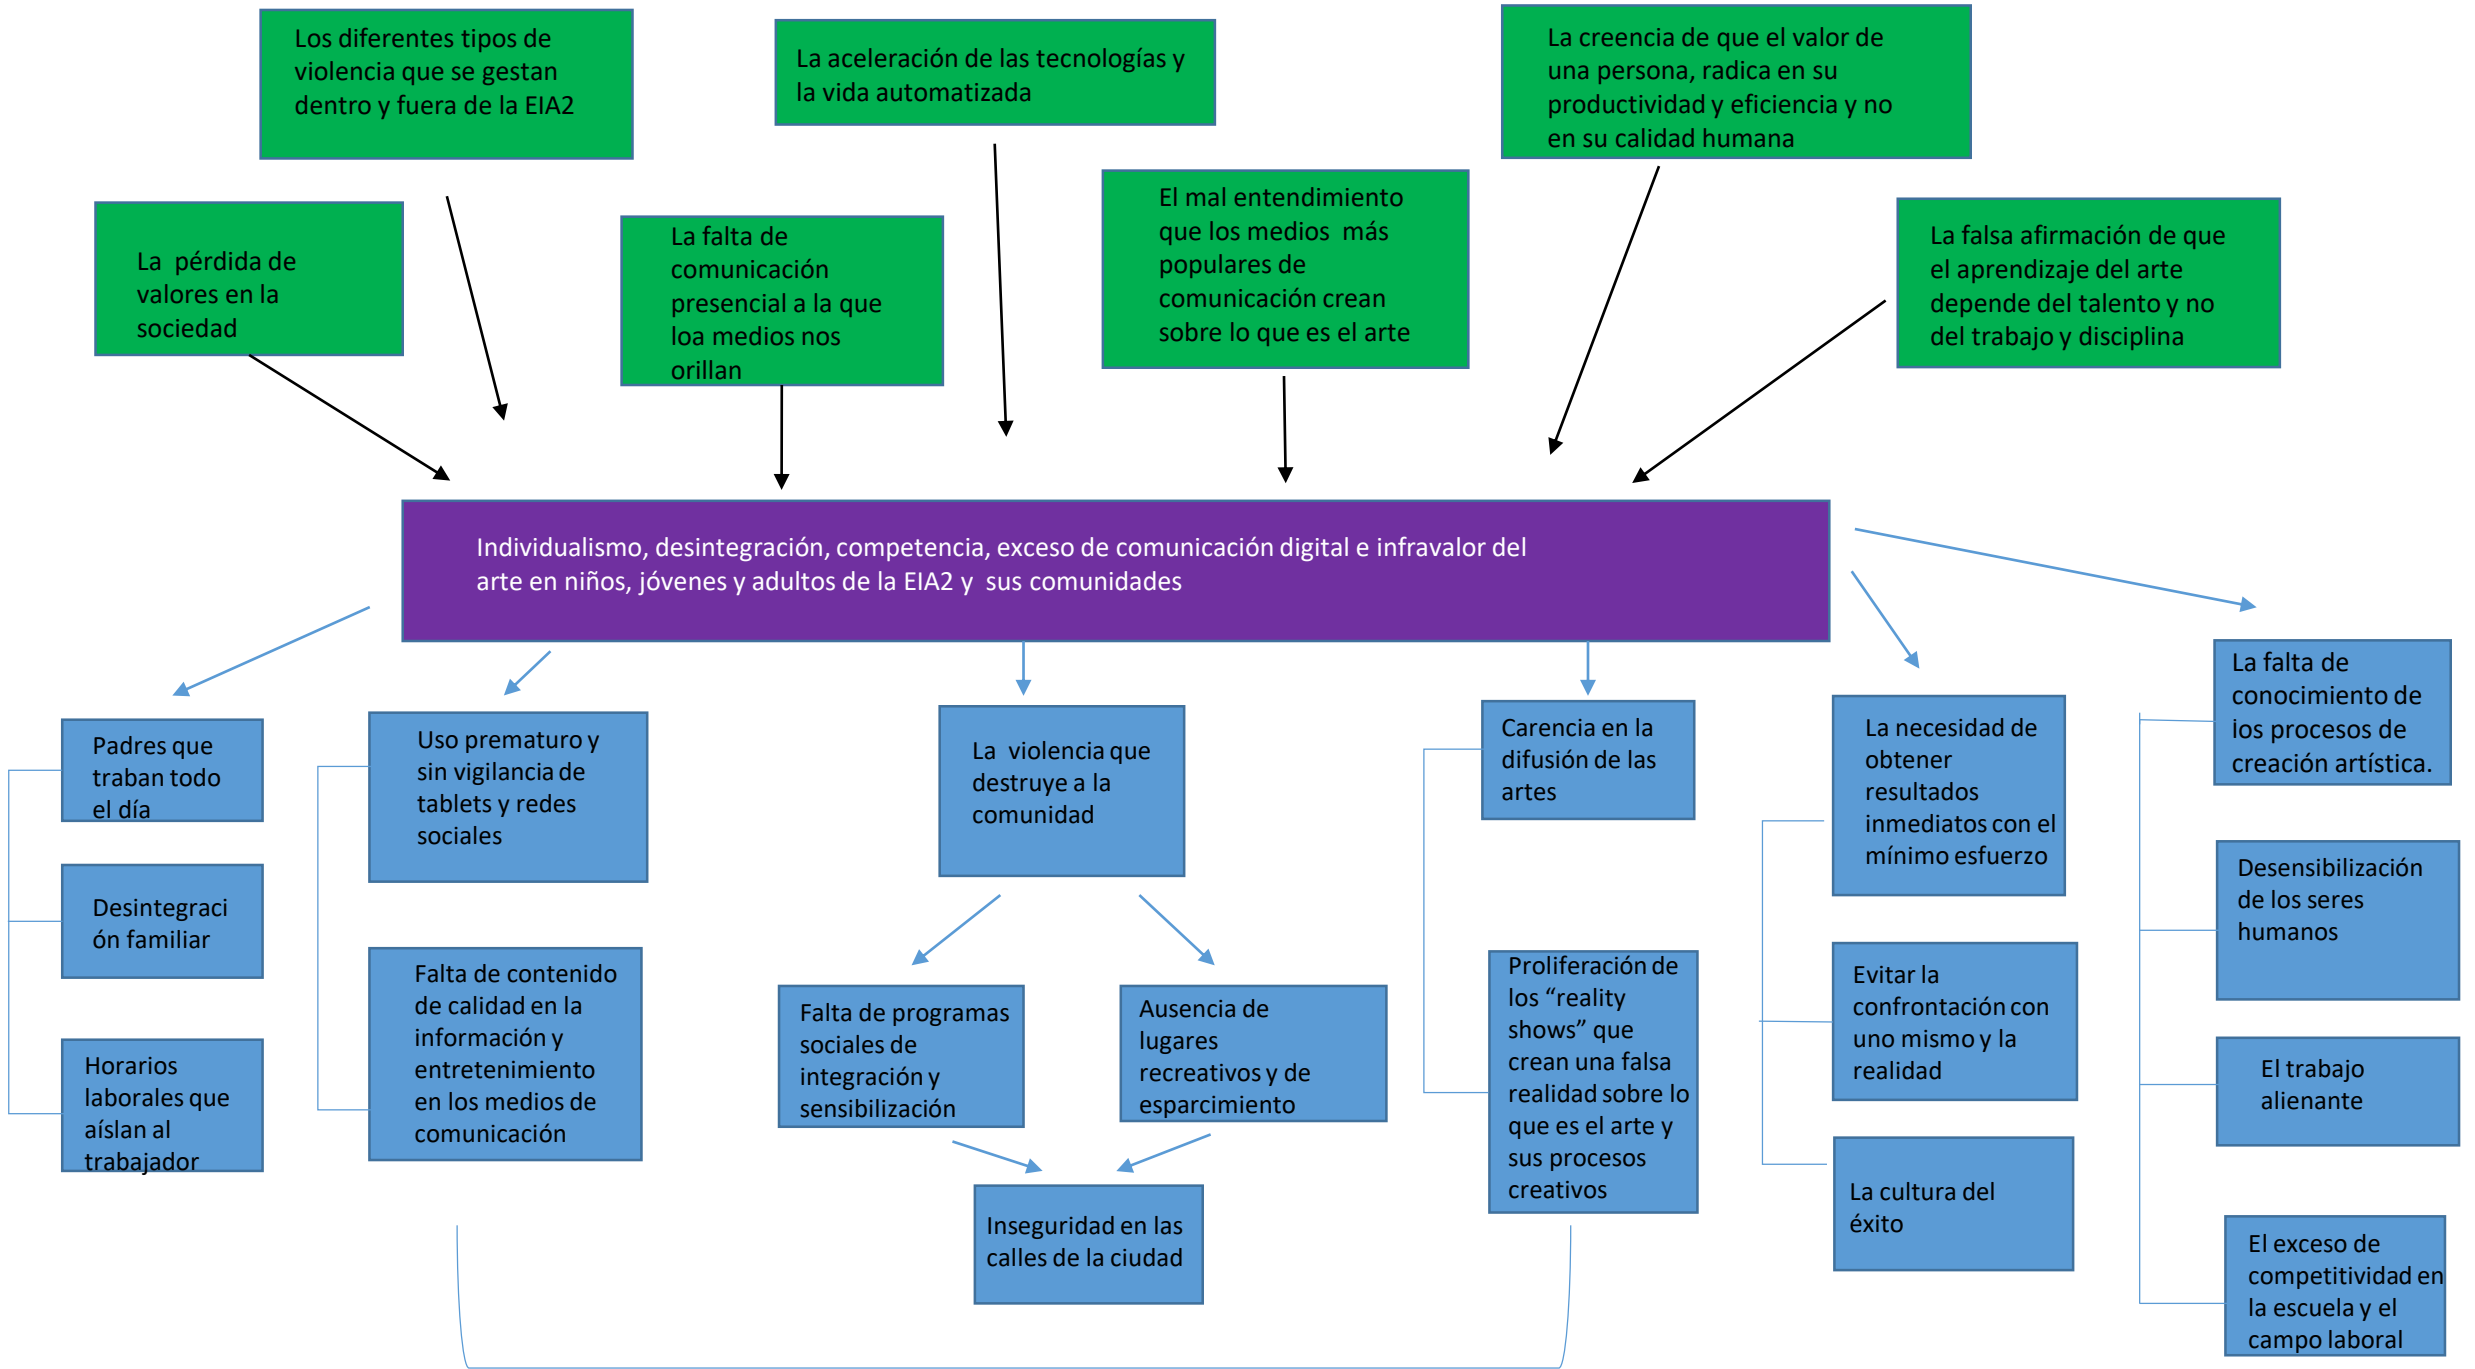 Los diferentes tipos de
violencia que se gestan
dentro y fuera de la EIA2
La aceleración de las tecnologías y
la vida automatizada
La creencia de que el valor de
una persona, radica en su
productividad y eficiencia y no
en su calidad humana
La  pérdida de
valores en la
sociedad
La falta de
comunicación
presencial a la que
loa medios nos
orillan
El mal entendimiento
que los medios  más
populares de
comunicación crean
sobre lo que es el arte
La falsa afirmación de que
el aprendizaje del arte
depende del talento y no
del trabajo y disciplina
Individualismo, desintegración, competencia, exceso de comunicación digital e infravalor del
arte en niños, jóvenes y adultos de la EIA2 y  sus comunidades
Padres que
traban todo
el día
Desintegraci
ón familiar
Horarios
laborales que
aíslan al
trabajador
Uso prematuro y
sin vigilancia de
tablets y redes
sociales
Falta de contenido
de calidad en la
información y
entretenimiento
en los medios de
comunicación
La  violencia que
destruye a la
comunidad
Falta de programas
sociales de
integración y
sensibilización
Ausencia de
lugares
recreativos y de
esparcimiento
Inseguridad en las
calles de la ciudad
Carencia en la
difusión de las
artes
Proliferación de
los “reality
shows” que
crean una falsa
realidad sobre lo
que es el arte y
sus procesos
creativos
La necesidad de
obtener
resultados
inmediatos con el
mínimo esfuerzo
Evitar la
confrontación con
uno mismo y la
realidad
La cultura del
éxito
La falta de
conocimiento de
los procesos de
creación artística.
Desensibilización
de los seres
humanos
El trabajo
alienante
El exceso de
competitividad en
la escuela y el
campo laboral